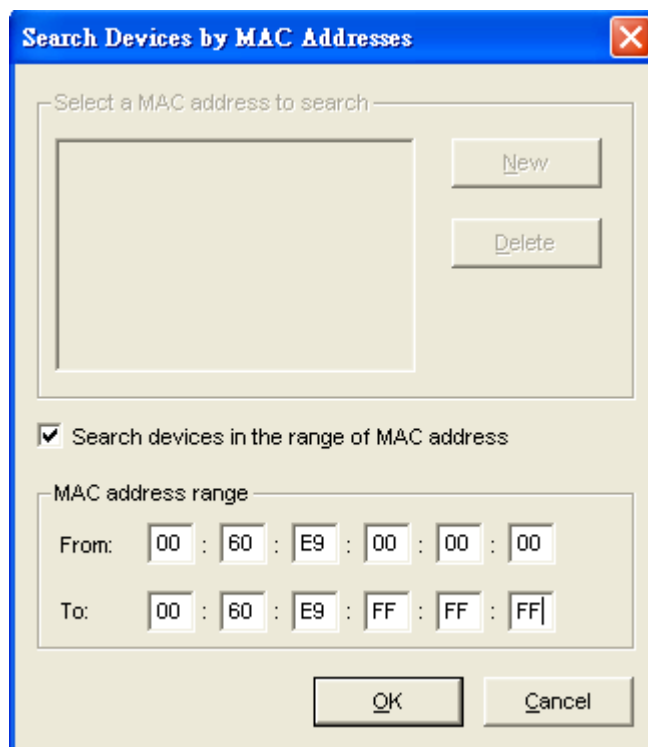 Search Devices by MAC Addresses
Select a MAC address to search
New
Delete
Search devices in the range of MAC address
MAC address range
From: 00 : 60 : E9 : 00 : 00 : 00
To: 00 : 60 : E9 : FF : FF : FF
OK Cancel